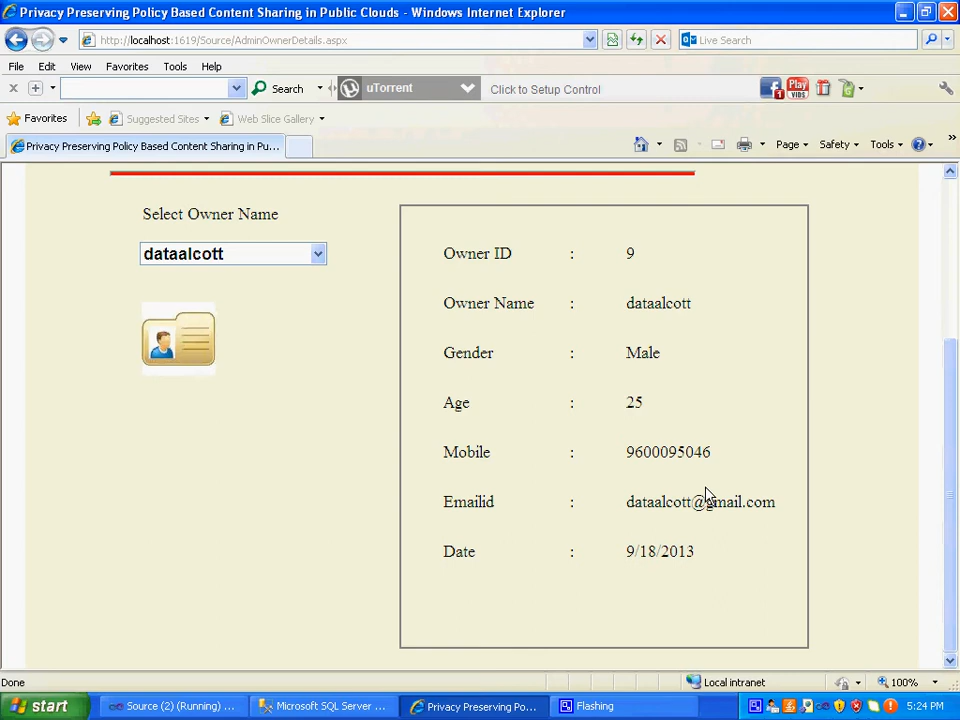 Privacy Preserving Policy Based Content Sharing in Public Clouds - Windows Internet Explorer
http://localhost:1619/Source/AdminOwnerDetails.aspx
Live Search
File Edit View Favorites Tools Help
Search
uTorrent
Click to Setup Control
Play VIDS
Favorites
Suggested Sites
Web Slice Gallery
Privacy Preserving Policy Based Content Sharing in Pu...
Page
Safety
Tools
Select Owner Name
dataalcott
Owner ID : 9
Owner Name : dataalcott
Gender : Male
Age : 25
Mobile : 9600095046
Emailid : dataalcott@gmail.com
Date : 9/18/2013
Done
Local intranet
100%
start
Source (2) (Running) ...
Microsoft SQL Server ...
Privacy Preserving Po...
Flashing
5:24 PM